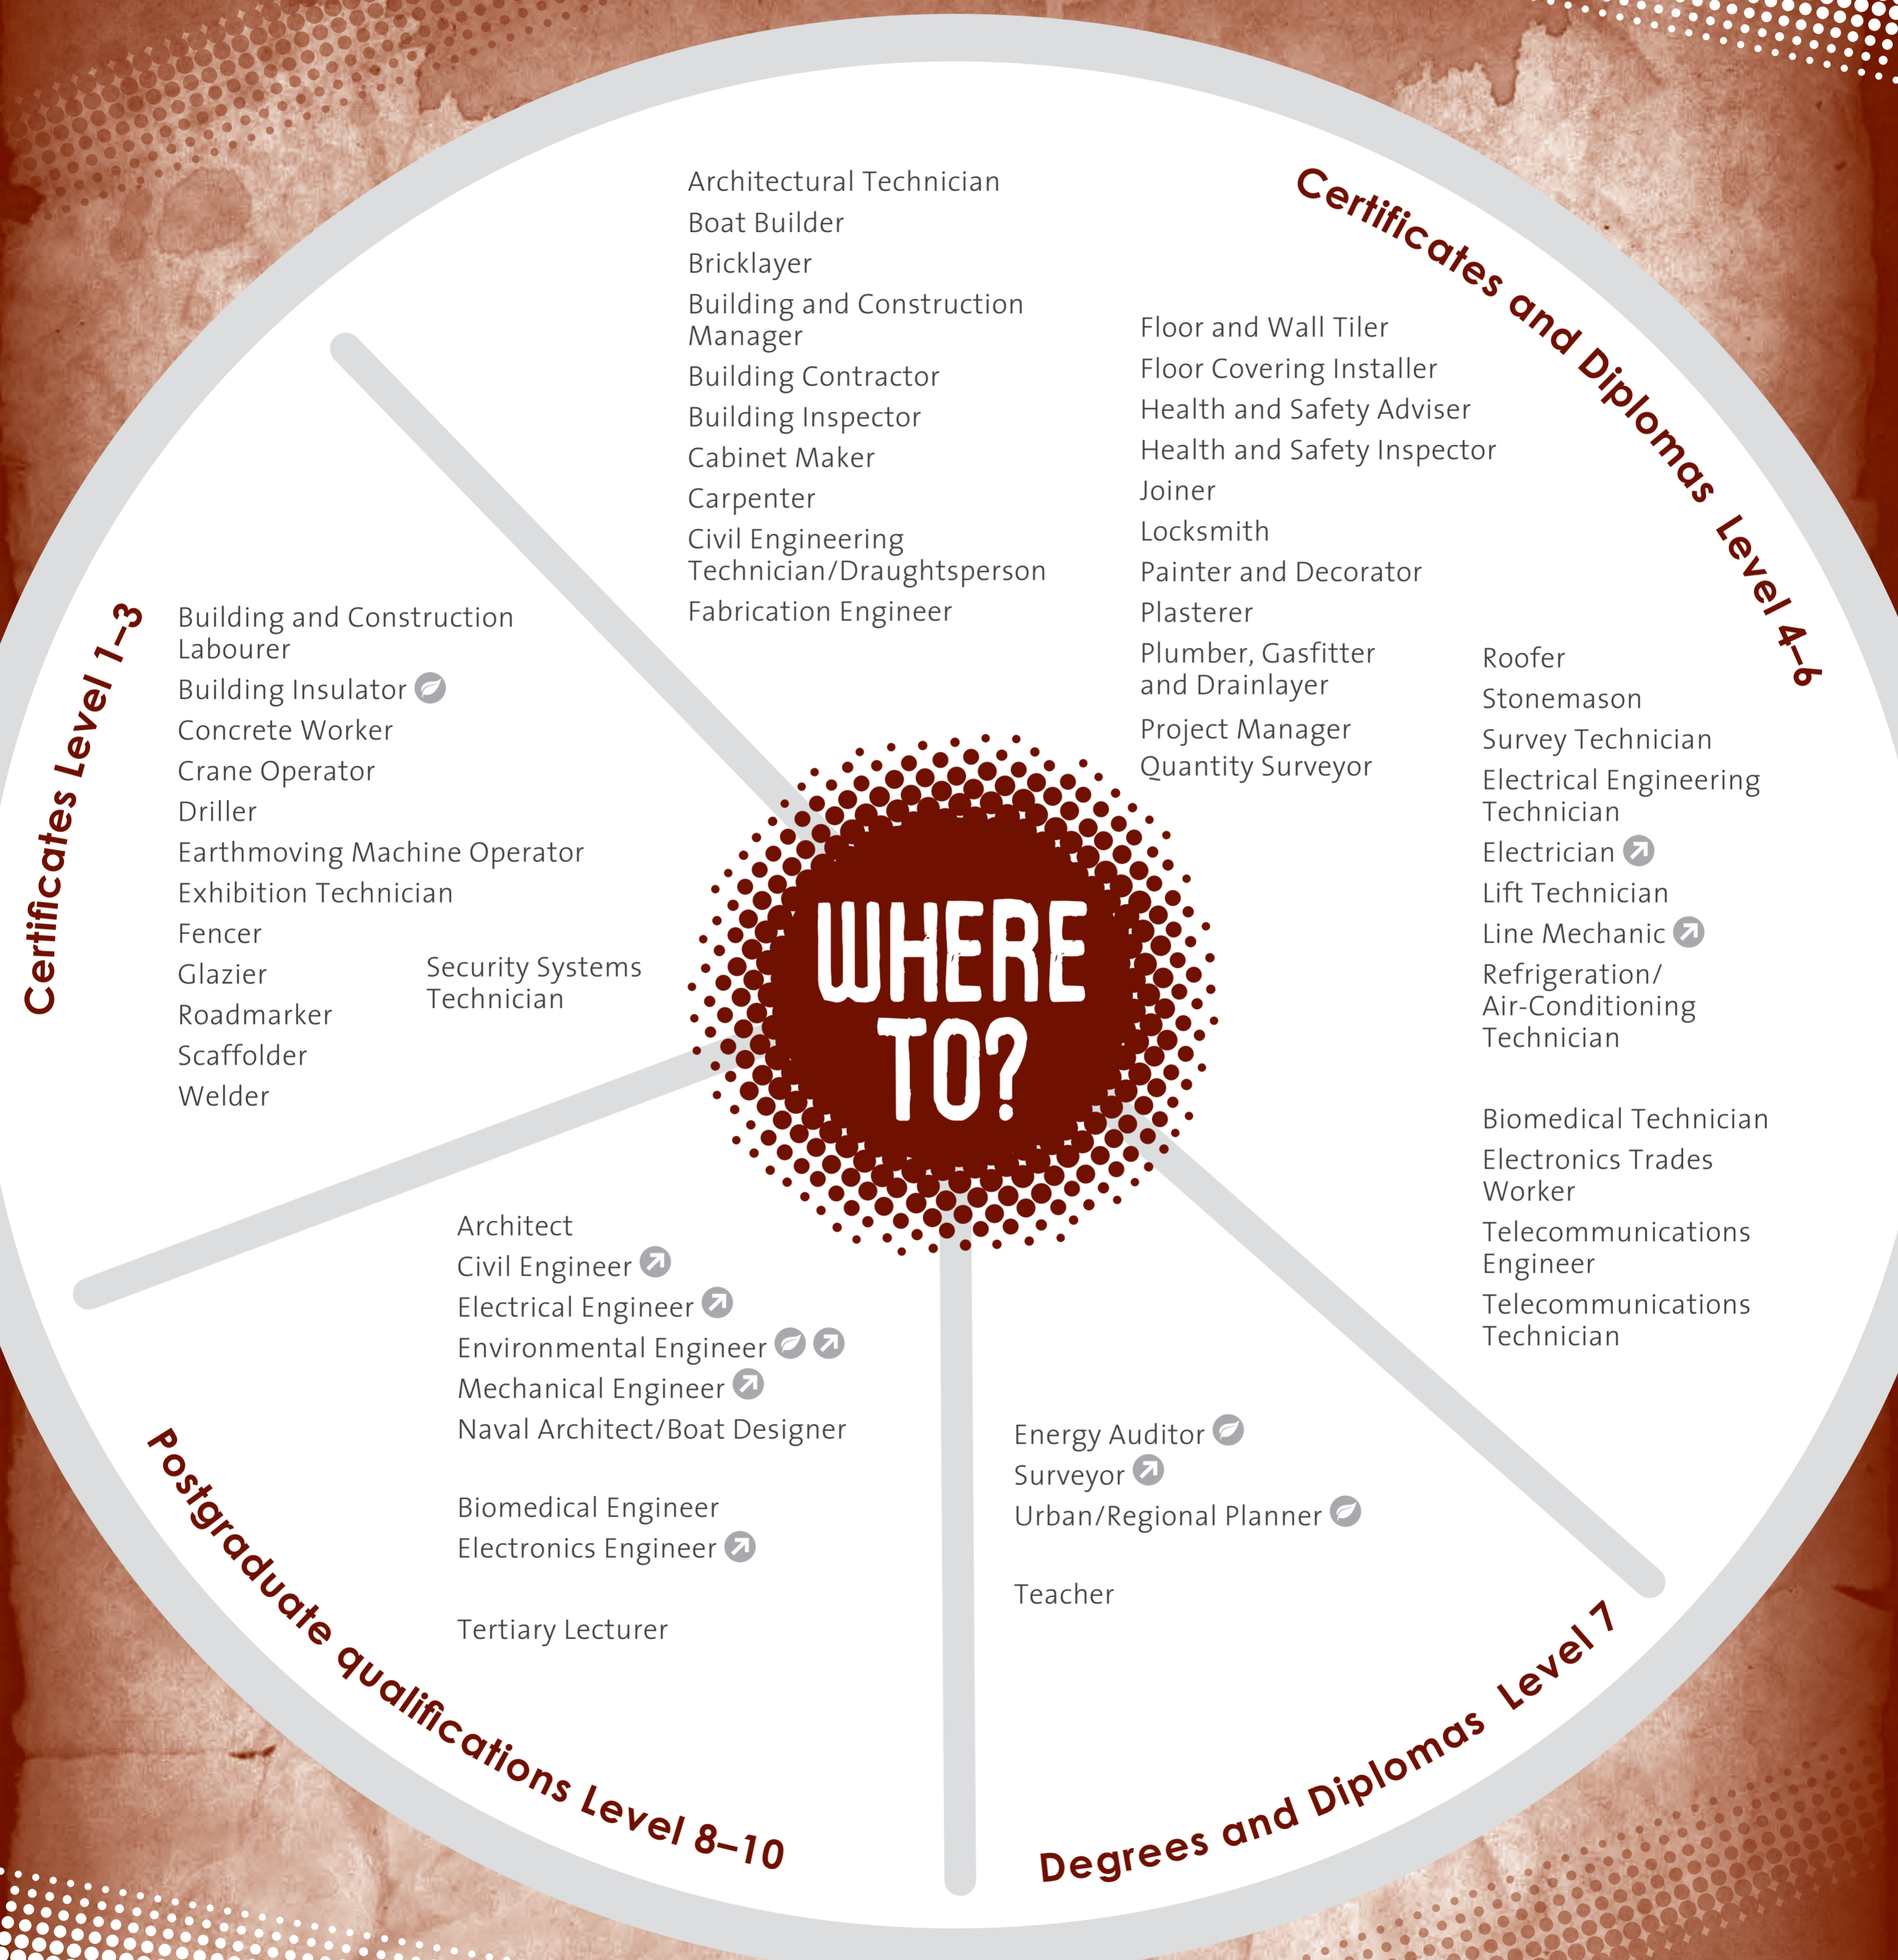 Certificates and Diplomas Level 4–6
Architectural Technician
Boat Builder
Bricklayer
Building and Construction
Manager
Building Contractor
Building Inspector
Cabinet Maker
Carpenter
Civil Engineering
Technician/Draughtsperson
Fabrication Engineer
Floor and Wall Tiler
Floor Covering Installer
Health and Safety Adviser
Health and Safety Inspector
Joiner
Locksmith
Painter and Decorator
Plasterer
Plumber, Gasfitter
and Drainlayer
Project Manager
Quantity Surveyor
Roofer
Stonemason
Survey Technician
Electrical Engineering
Technician
Electrician
Lift Technician
Line Mechanic
Refrigeration/
Air-Conditioning
Technician
Biomedical Technician
Electronics Trades
Worker
Telecommunications
Engineer
Telecommunications
Technician
Certificates Level 1–3
Building and Construction
Labourer
Building Insulator
Concrete Worker
Crane Operator
Driller
Earthmoving Machine Operator
Exhibition Technician
Fencer
Glazier
Roadmarker
Scaffolder
Welder
Security Systems
Technician
WHERE
TO?
Architect
Civil Engineer
Electrical Engineer
Environmental Engineer
Mechanical Engineer
Naval Architect/Boat Designer
Biomedical Engineer
Electronics Engineer
Tertiary Lecturer
Postgraduate qualifications Level 8–10
Energy Auditor
Surveyor
Urban/Regional Planner
Teacher
Degrees and Diplomas Level 7